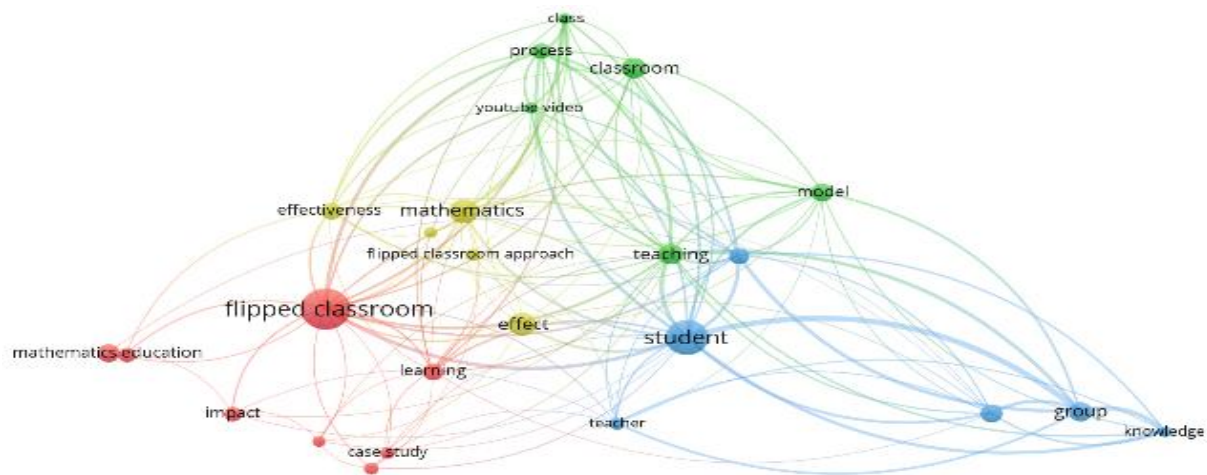 class
process
classroom
youtube video
model
effectiveness
mathematics
flipped classroom approach
teaching
flipped classroom
effect
student
mathematics education
learning
impact
group
teacher
knowledge
case study